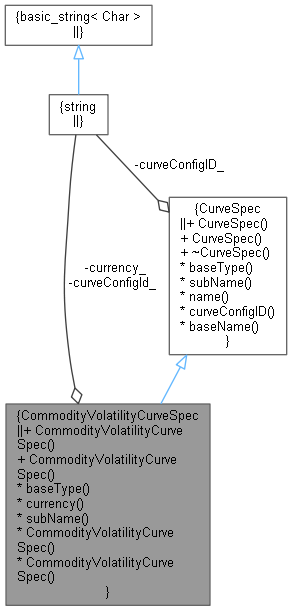 {basic_string< Char >
||}
{string
||}
-curveConfigID_
{CurveSpec
||+ CurveSpec()
+ CurveSpec()
+ ~CurveSpec()
* baseType()
* subName()
* name()
* curveConfigID()
* baseName()
}
-currency_
-curveConfigId_
{CommodityVolatilityCurveSpec
||+ CommodityVolatilityCurve
Spec()
+ CommodityVolatilityCurve
Spec()
* baseType()
* currency()
* subName()
* CommodityVolatilityCurve
Spec()
* CommodityVolatilityCurve
Spec()
}